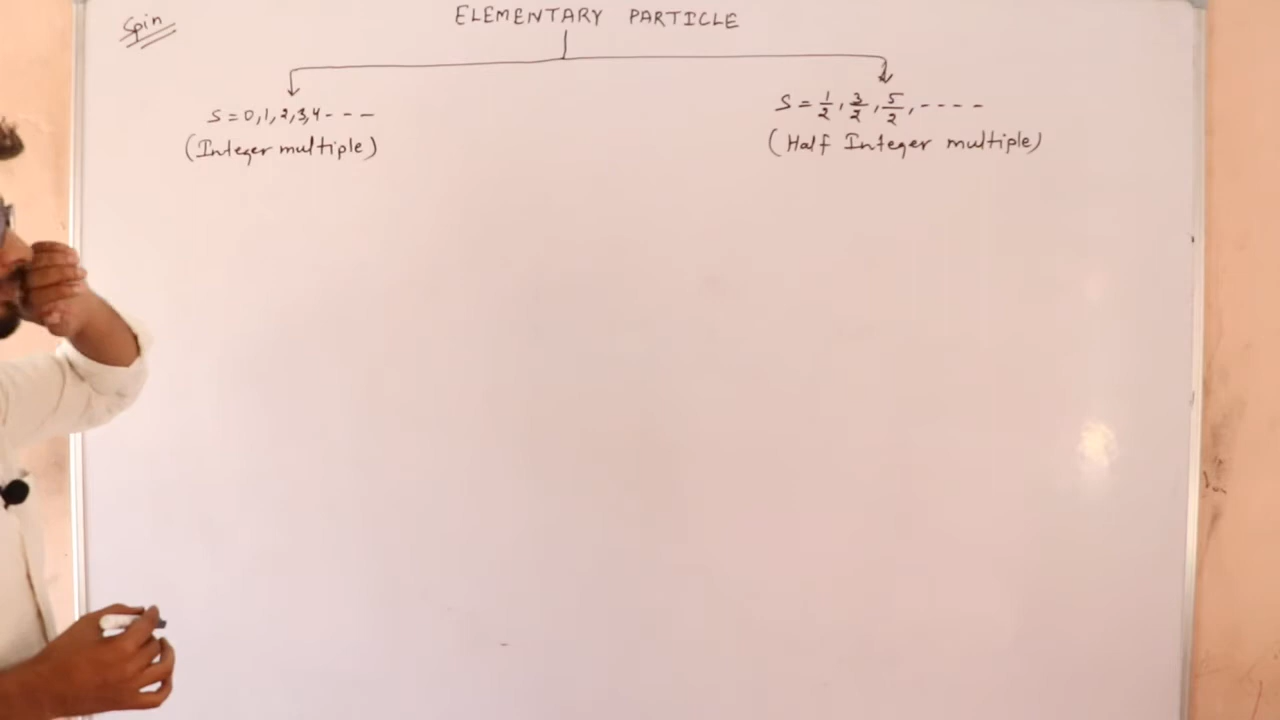 Spin
ELEMENTARY PARTICLE
S = 0, 1, 2, 3, 4 - - -
(Integer multiple)
S = 1/2, 3/2, 5/2, - - - -
(Half Integer multiple)